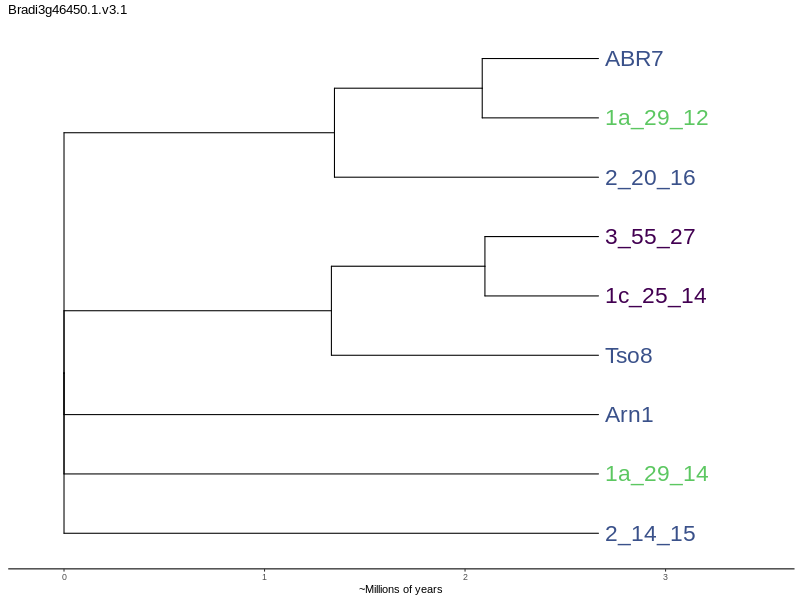 Bradi3g46450.1.v3.1
ABR7
1a_29_12
2_20_16
3_55_27
1c_25_14
Tso8
Arn1
1a_29_14
2_14_15
0 1 2 3
~Millions of years